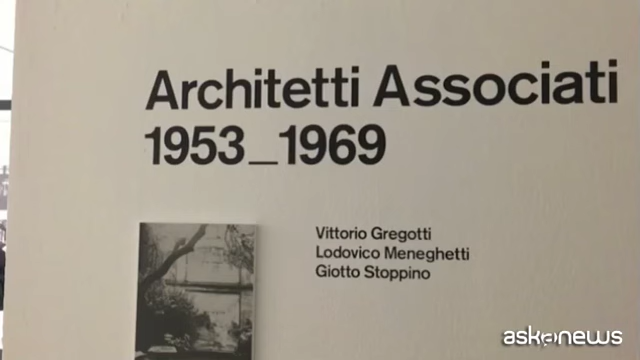 Architetti Associati
1953_1969
Vittorio Gregotti
Lodovico Meneghetti
Giotto Stoppino
askanews